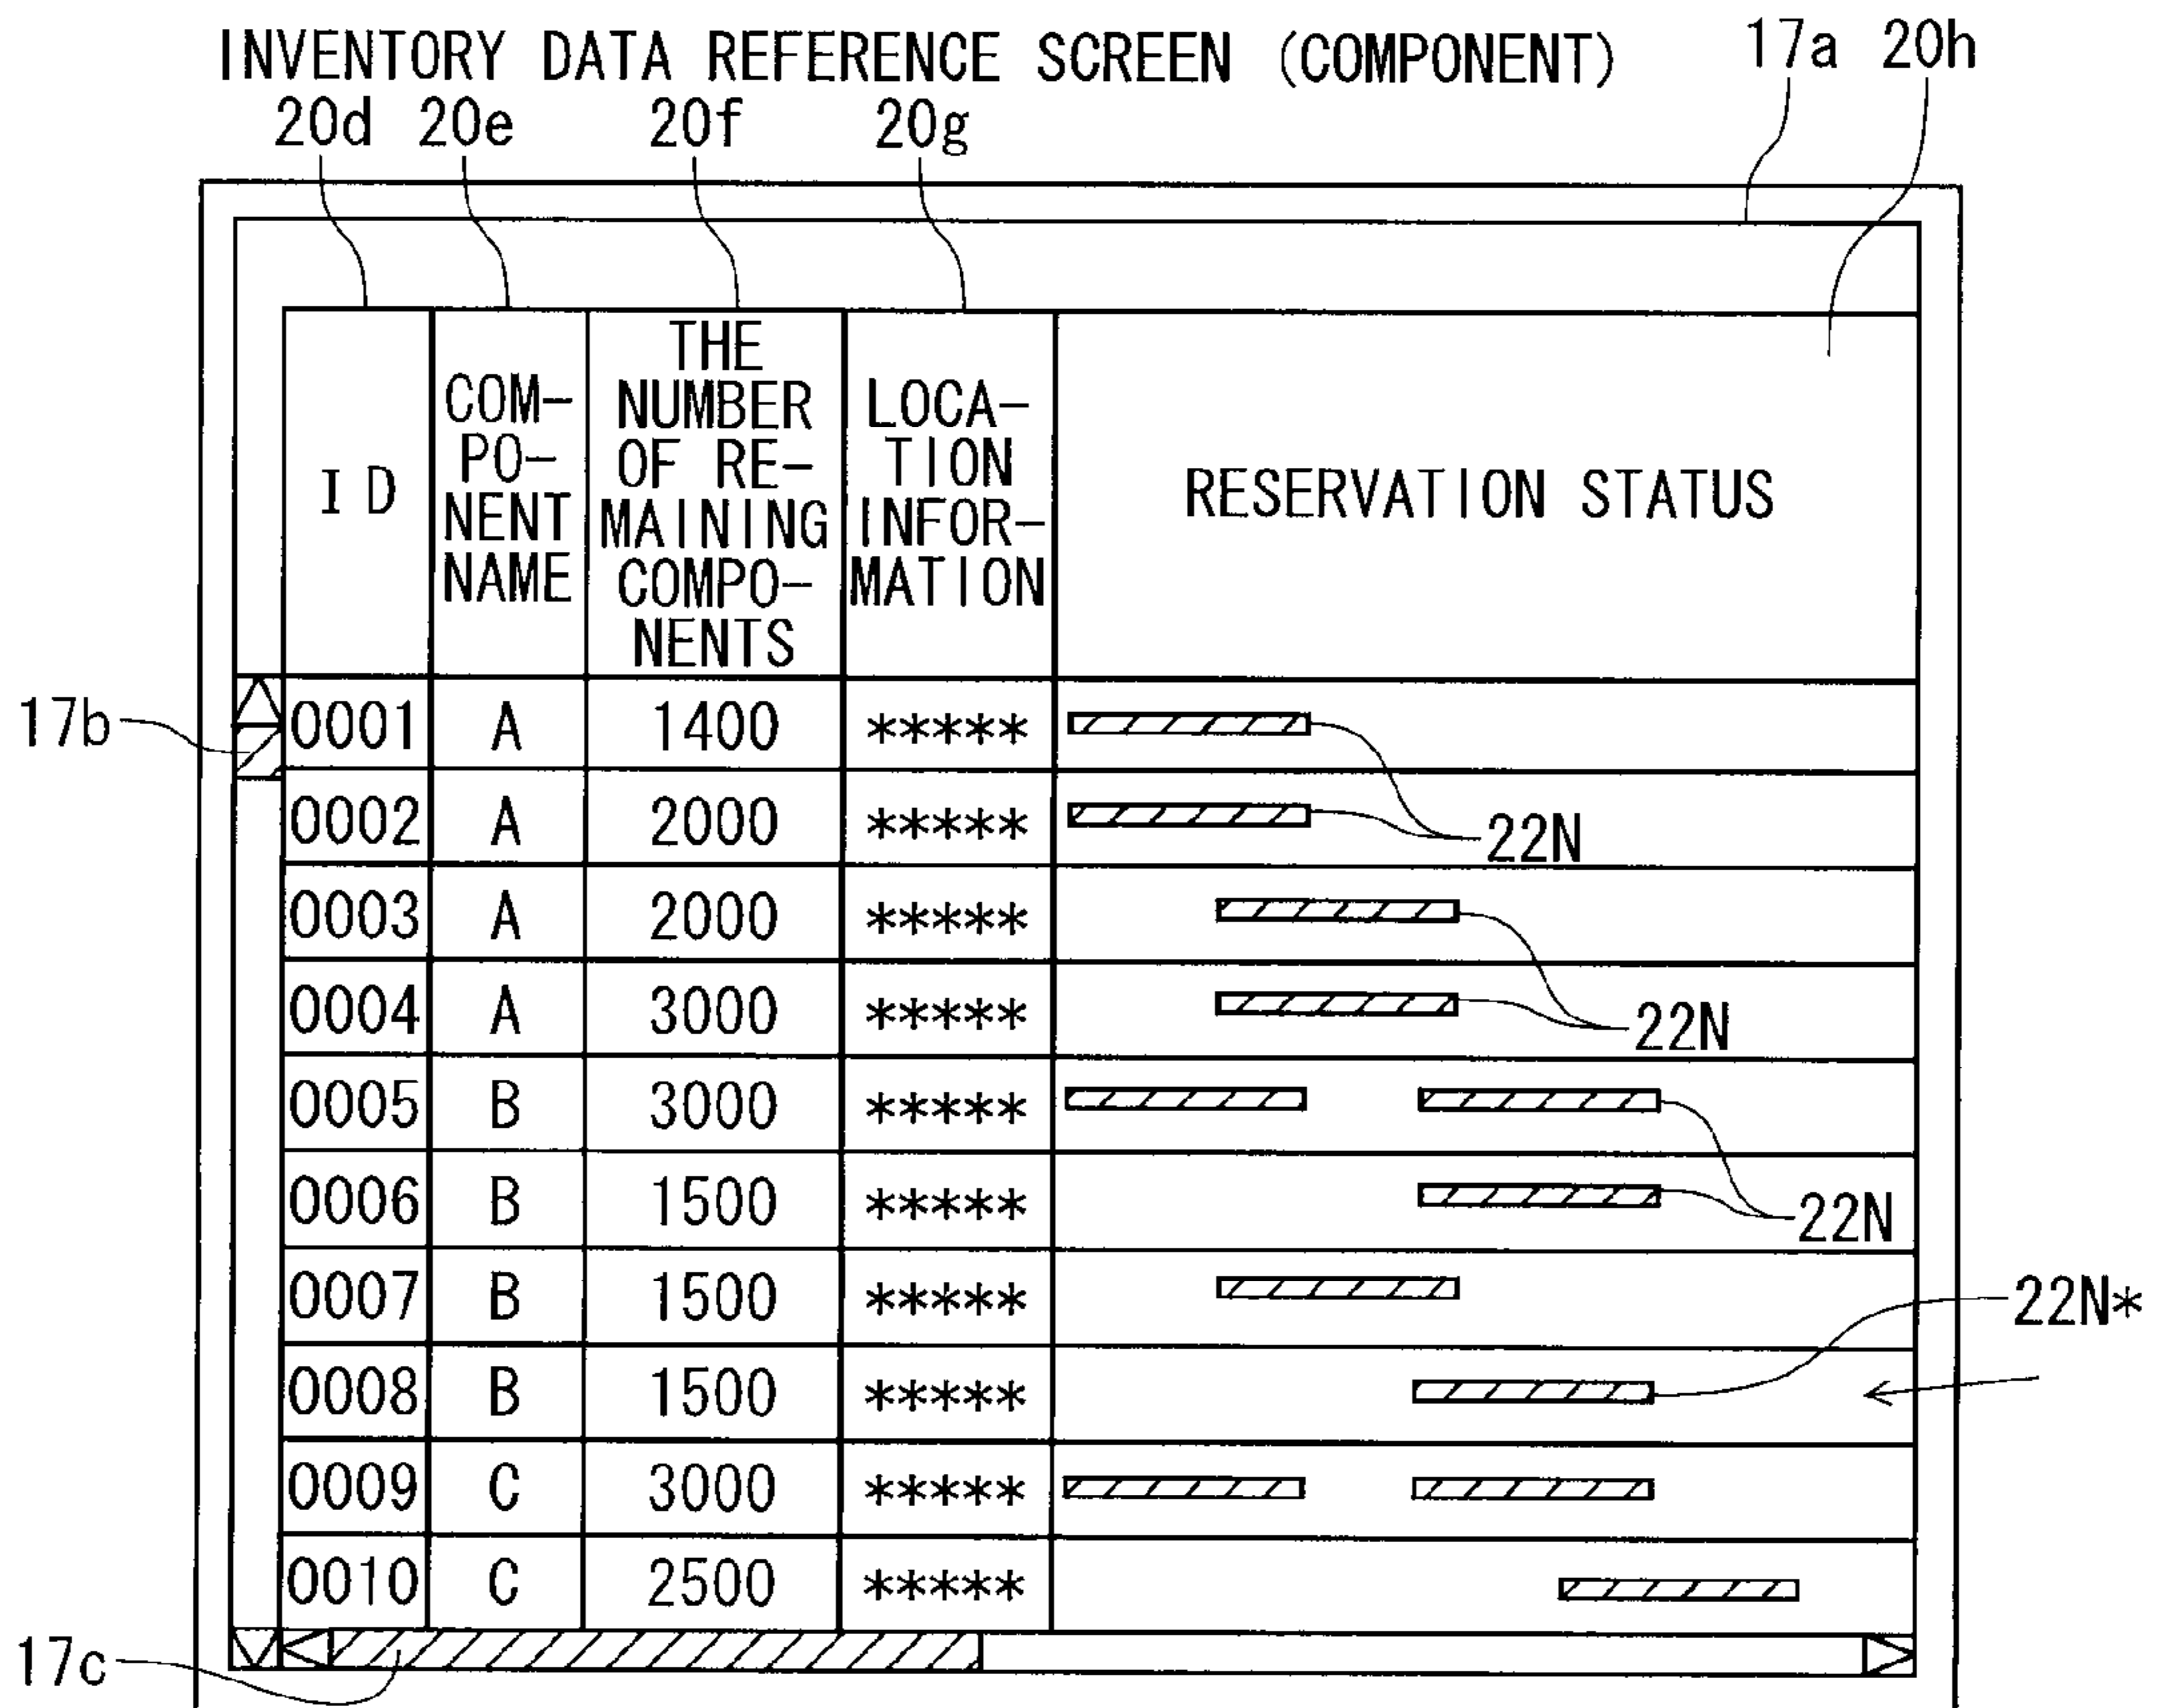 INVENTORY DATA REFERENCE SCREEN (COMPONENT)
17a 20h
20d 20e 20f 20g
ID
COM-
PO-
NENT
NAME
THE
NUMBER
OF RE-
MAINING
COMPO-
NENTS
LOCA-
TION
INFOR-
MATION
RESERVATION STATUS
17b
0001 A 1400 *****
0002 A 2000 *****
22N
0003 A 2000 *****
0004 A 3000 *****
22N
0005 B 3000 *****
0006 B 1500 *****
22N
0007 B 1500 *****
22N*
0008 B 1500 *****
0009 C 3000 *****
0010 C 2500 *****
17c